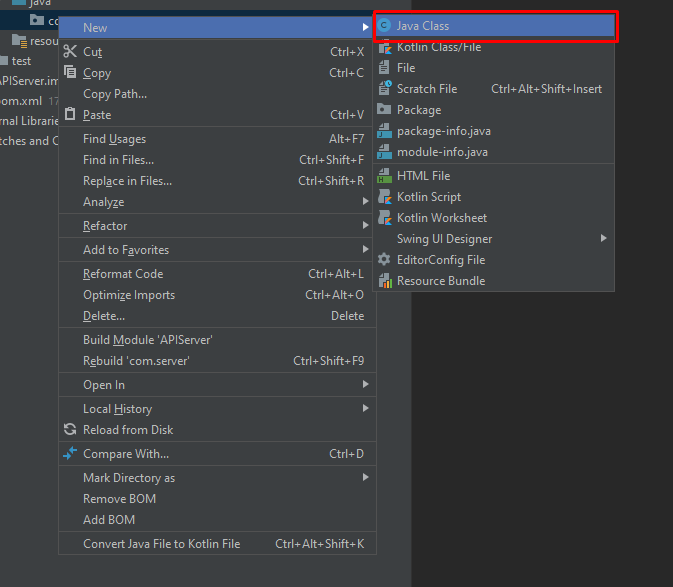 java
co
resou
test
APIServer.im
om.xml 17
rnal Librarie
tches and C
New
Cut Ctrl+X
Copy Ctrl+C
Copy Path...
Paste Ctrl+V
Find Usages Alt+F7
Find in Files... Ctrl+Shift+F
Replace in Files... Ctrl+Shift+R
Analyze
Refactor
Add to Favorites
Reformat Code Ctrl+Alt+L
Optimize Imports Ctrl+Alt+O
Delete... Delete
Build Module 'APIServer'
Rebuild 'com.server' Ctrl+Shift+F9
Open In
Local History
Reload from Disk
Compare With... Ctrl+D
Mark Directory as
Remove BOM
Add BOM
Convert Java File to Kotlin File Ctrl+Alt+Shift+K
Java Class
Kotlin Class/File
File
Scratch File Ctrl+Alt+Shift+Insert
Package
package-info.java
module-info.java
HTML File
Kotlin Script
Kotlin Worksheet
Swing UI Designer
EditorConfig File
Resource Bundle